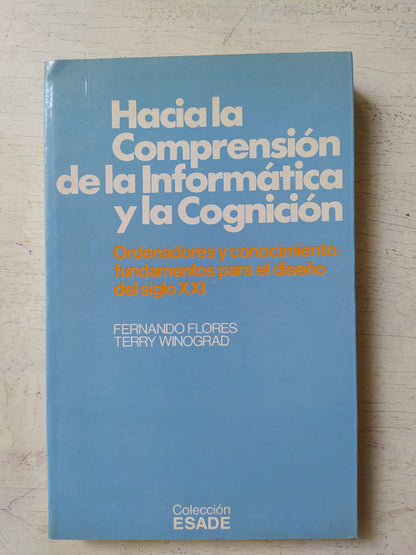 Hacia la
Comprensión
de la Informática
y la Cognición
Ordenadores y conocimiento:
fundamentos para el diseño
del siglo XXI
FERNANDO FLORES
TERRY WINOGRAD
Colección
ESADE